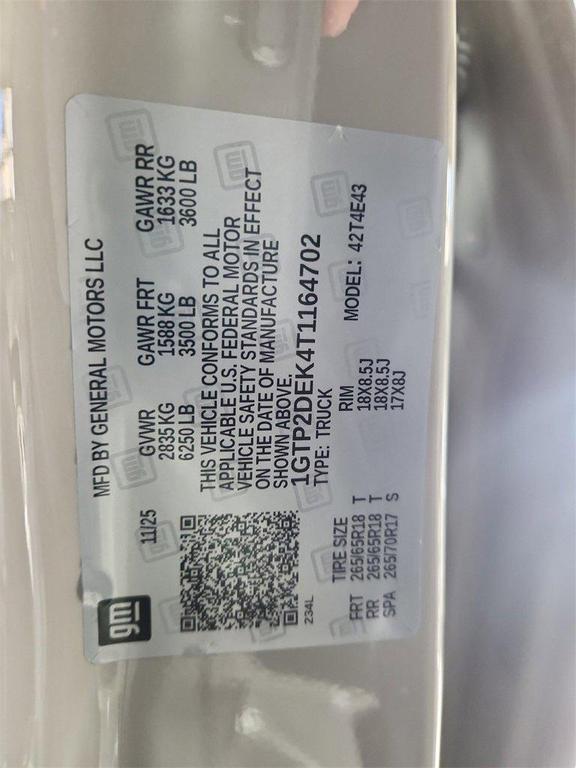 gm
MFD BY GENERAL MOTORS LLC
11/25
GVWR GAWR FRT GAWR RR
2835 KG 1588 KG 1633 KG
6250 LB 3500 LB 3600 LB
THIS VEHICLE CONFORMS TO ALL
APPLICABLE U.S. FEDERAL MOTOR
VEHICLE SAFETY STANDARDS IN EFFECT
ON THE DATE OF MANUFACTURE
SHOWN ABOVE.
1GTP2DEK4T1164702
234L
TYPE: TRUCK MODEL: 42T4E43
TIRE SIZE RIM
FRT 265/65R18 T 18X8.5J
RR 265/65R18 T 18X8.5J
SPA 265/70R17 S 17X8J